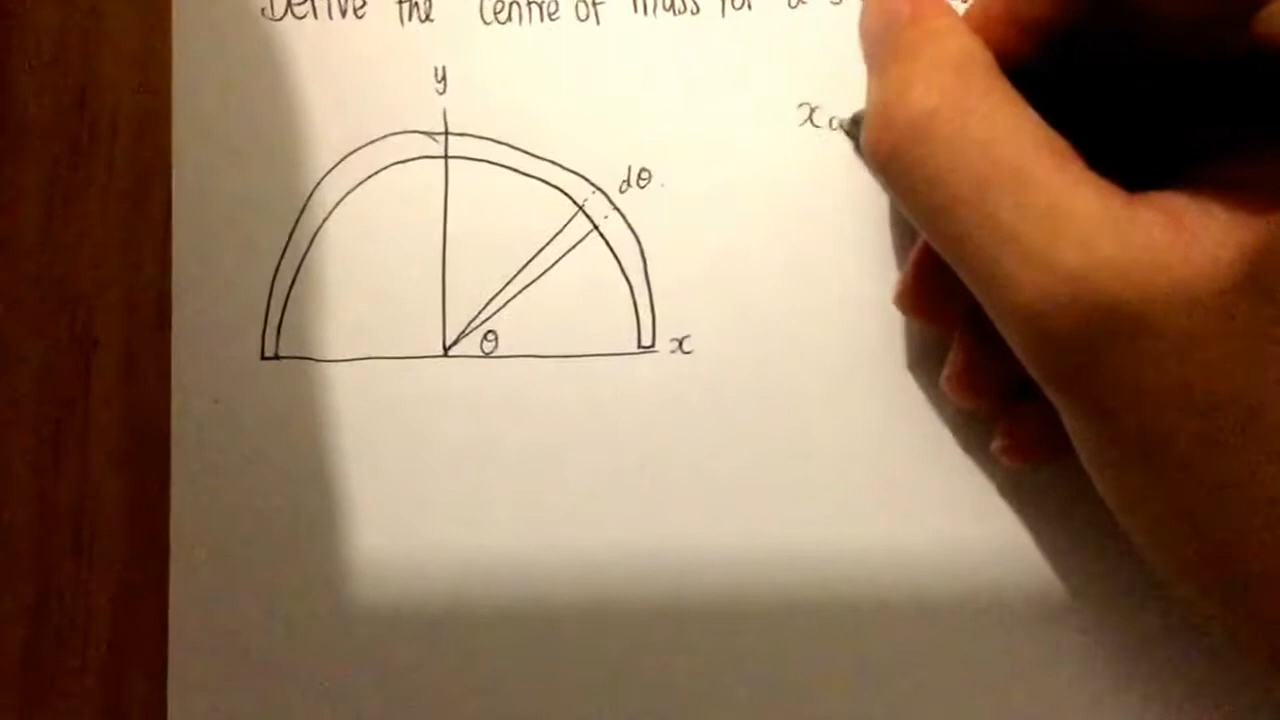 Derive the Centre of mass for a
y
x
dθ
θ
x